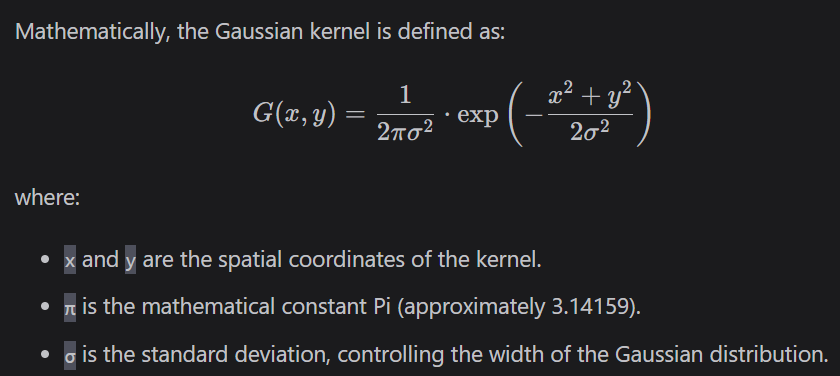 Mathematically, the Gaussian kernel is defined as:
G(x, y) = \frac{1}{2πσ²} · exp(-\frac{x² + y²}{2σ²})
where:
• x and y are the spatial coordinates of the kernel.
• π is the mathematical constant Pi (approximately 3.14159).
• σ is the standard deviation, controlling the width of the Gaussian distribution.